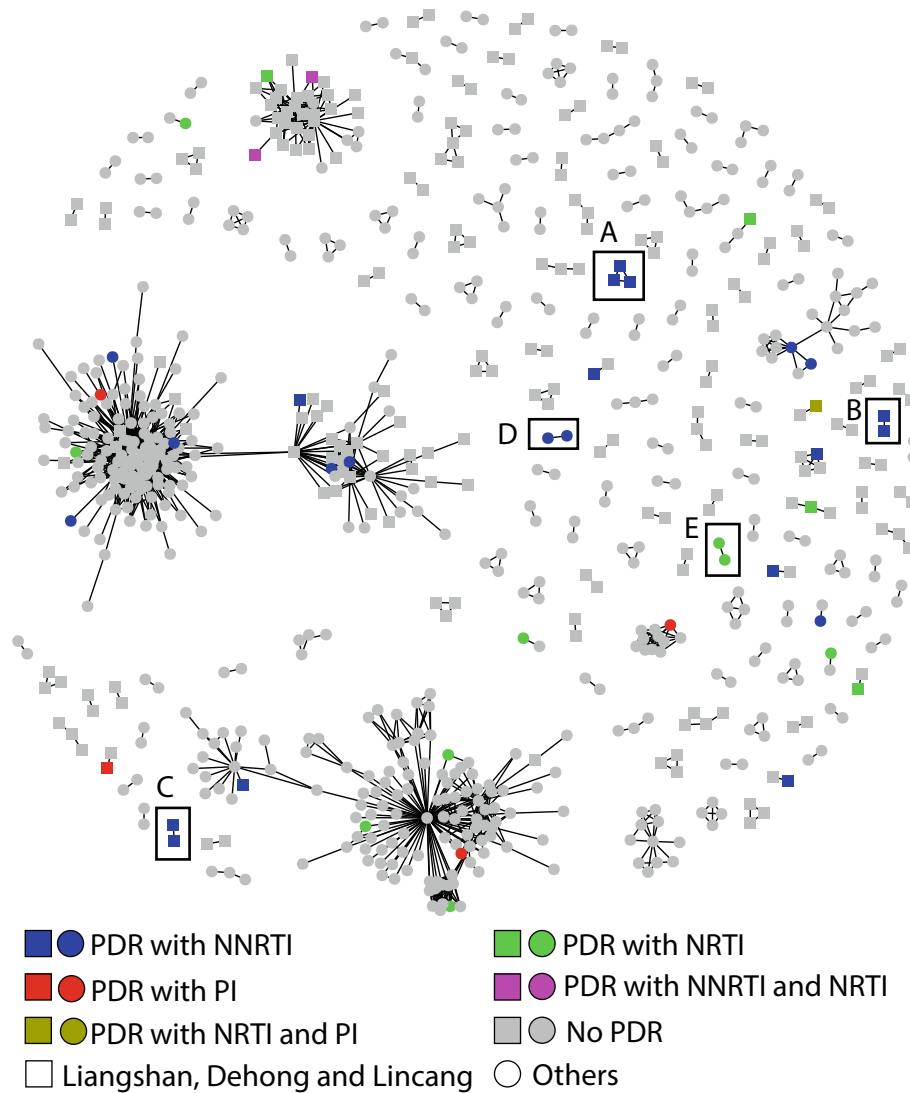 A
B
D
E
C
PDR with NNRTI
PDR with NRTI
PDR with PI
PDR with NNRTI and NRTI
PDR with NRTI and PI
No PDR
Liangshan, Dehong and Lincang
Others